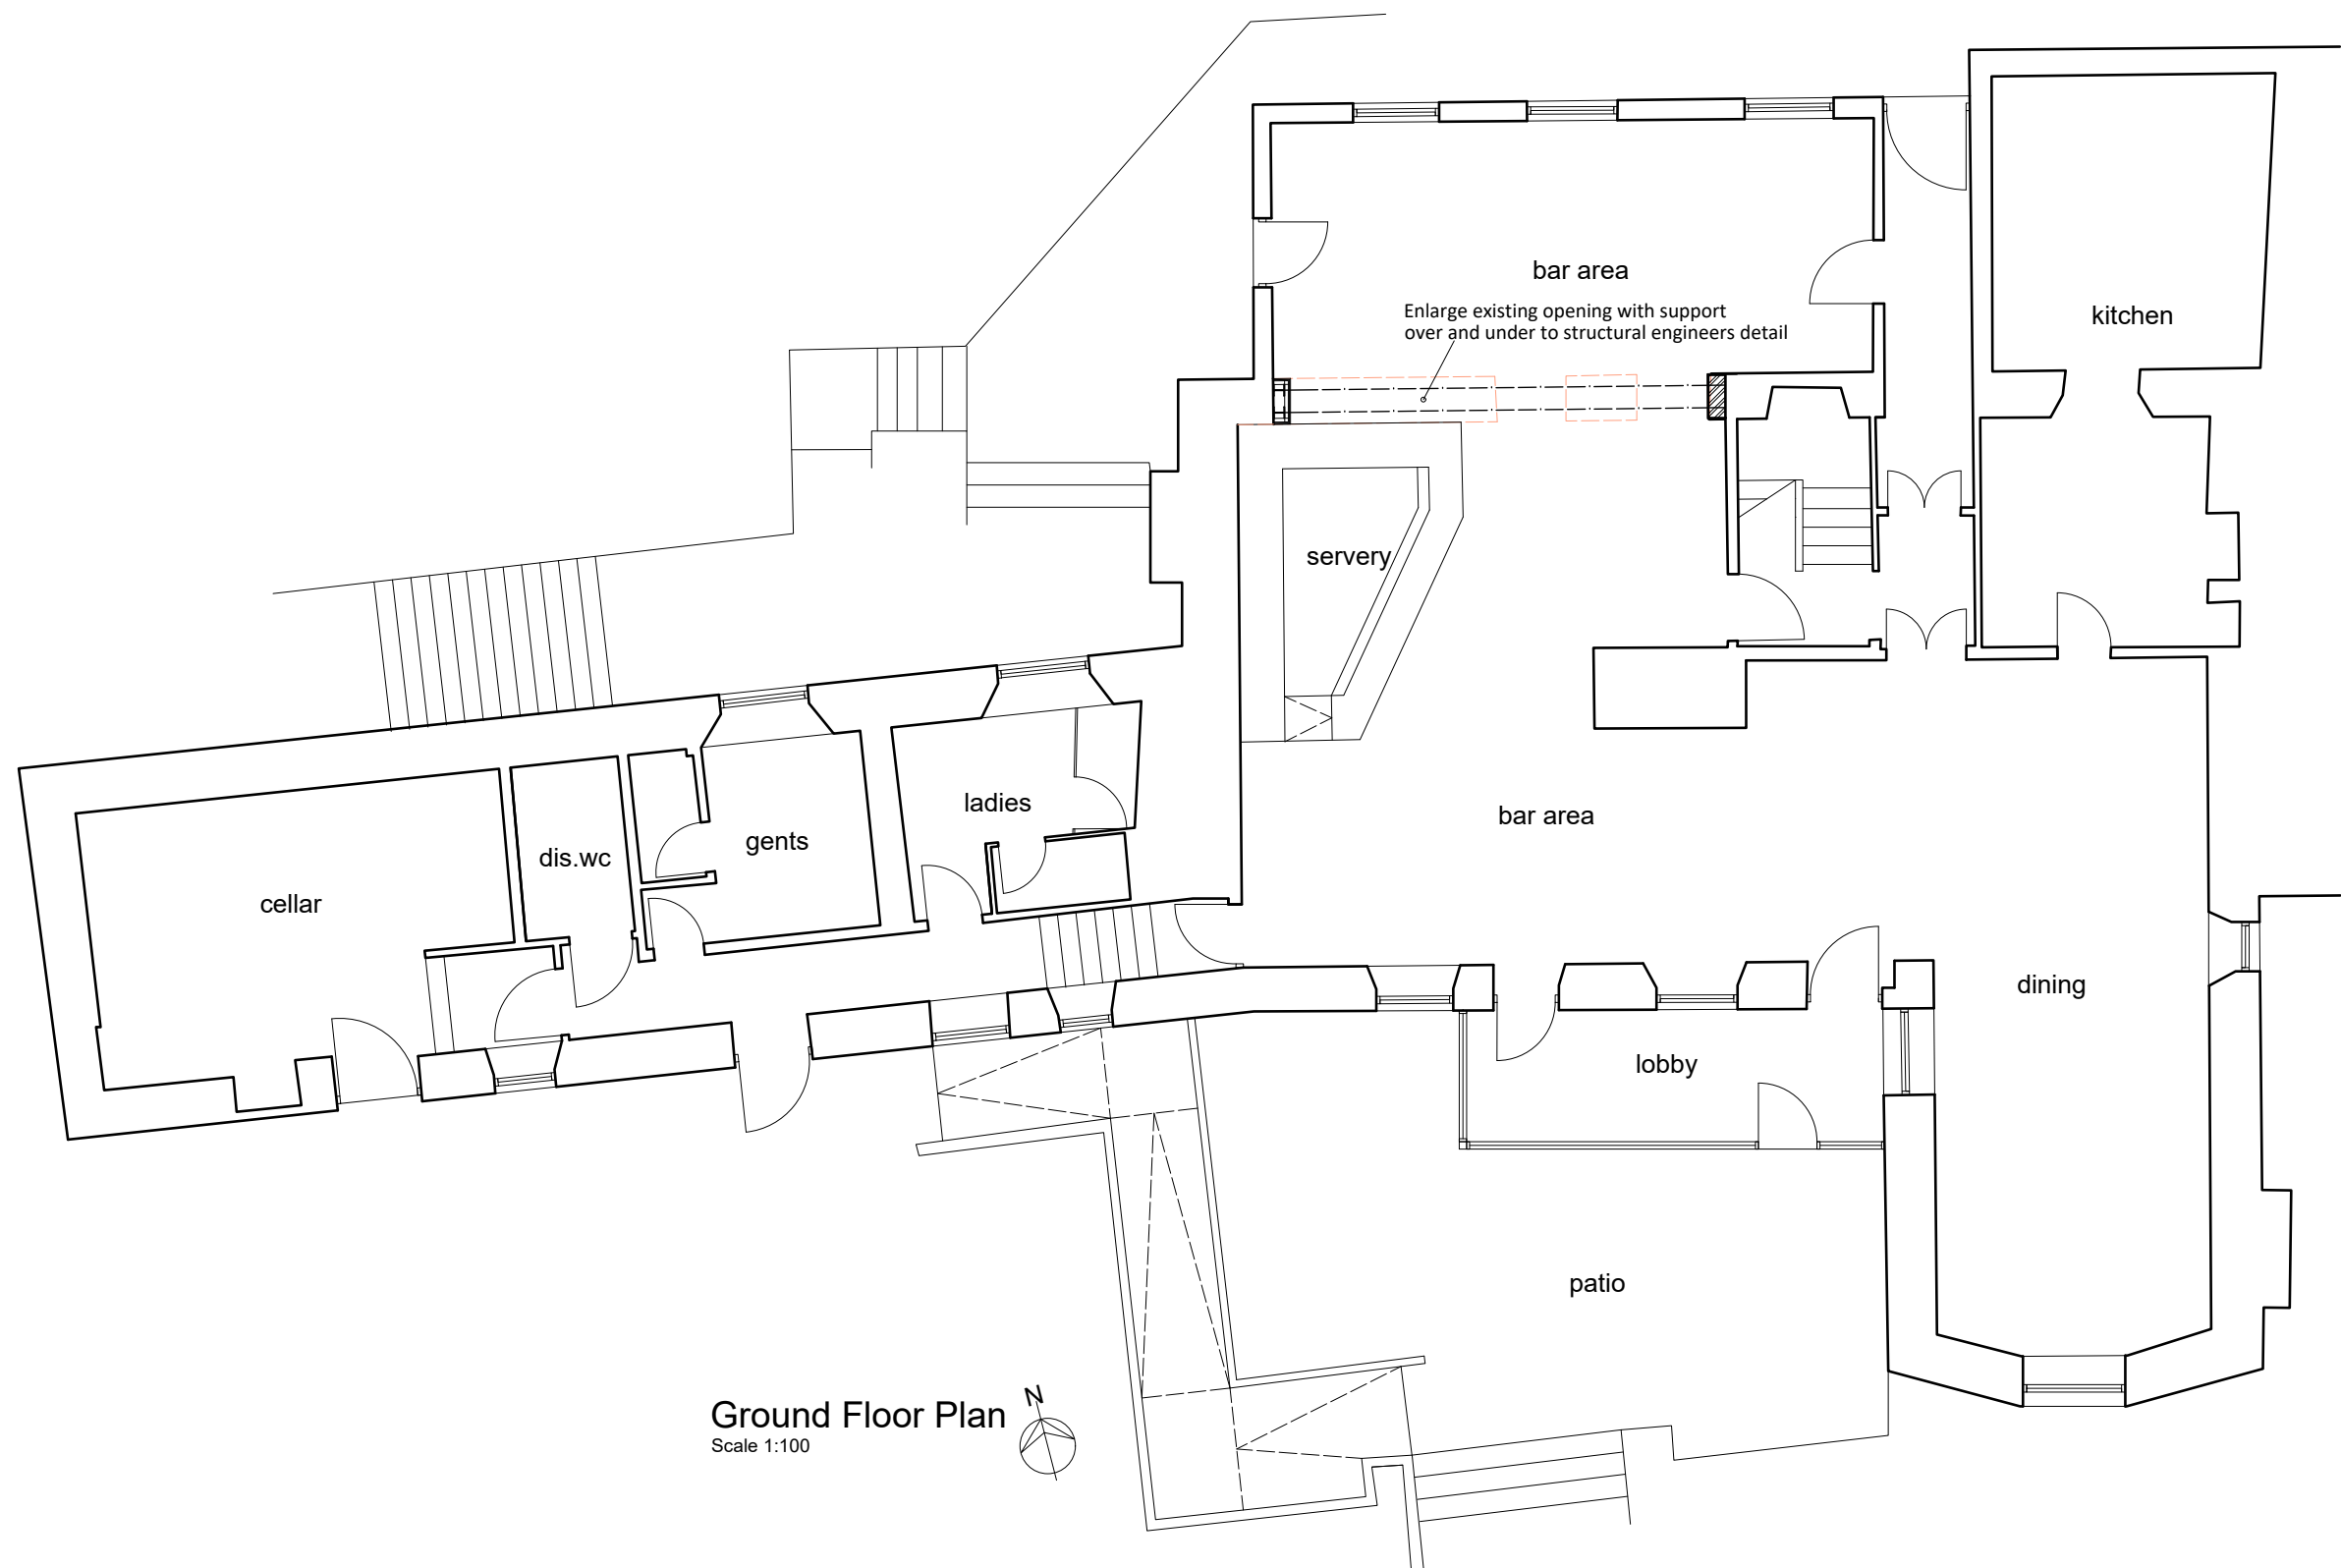 bar area
Enlarge existing opening with support
over and under to structural engineers detail
kitchen
servery
ladies
bar area
gents
dis.wc
cellar
dining
lobby
patio
N
Ground Floor Plan
Scale 1:100